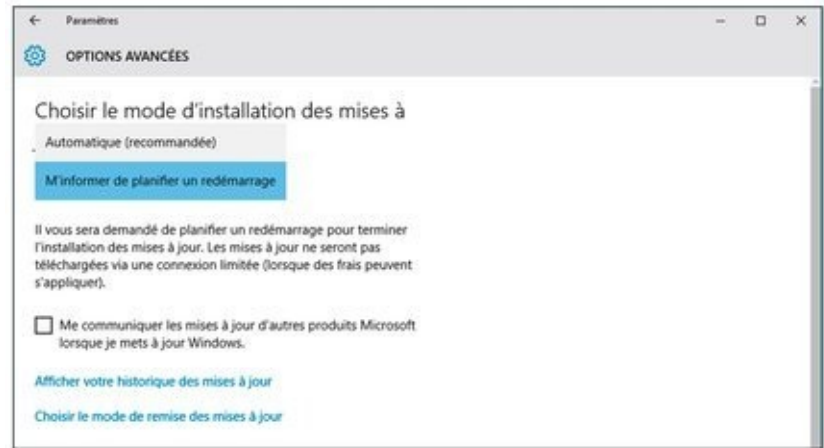 Paramètres
OPTIONS AVANCÉES
Choisir le mode d'installation des mises à
Automatique (recommandée)
M'informer de planifier un redémarrage
Il vous sera demandé de planifier un redémarrage pour terminer
l'installation des mises à jour. Les mises à jour ne seront pas
téléchargées via une connexion limitée (lorsque des frais peuvent
s'appliquer).
Me communiquer les mises à jour d'autres produits Microsoft
lorsque je mets à jour Windows.
Afficher votre historique des mises à jour
Choisir le mode de remise des mises à jour